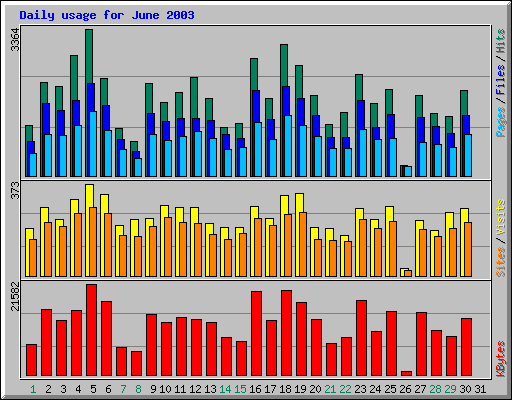 Daily usage for June 2003
3364
Pages / Files / Hits
373
Sites / Visits
21582
KBytes
1 2 3 4 5 6 7 8 9 10 11 12 13 14 15 16 17 18 19 20 21 22 23 24 25 26 27 28 29 30 31